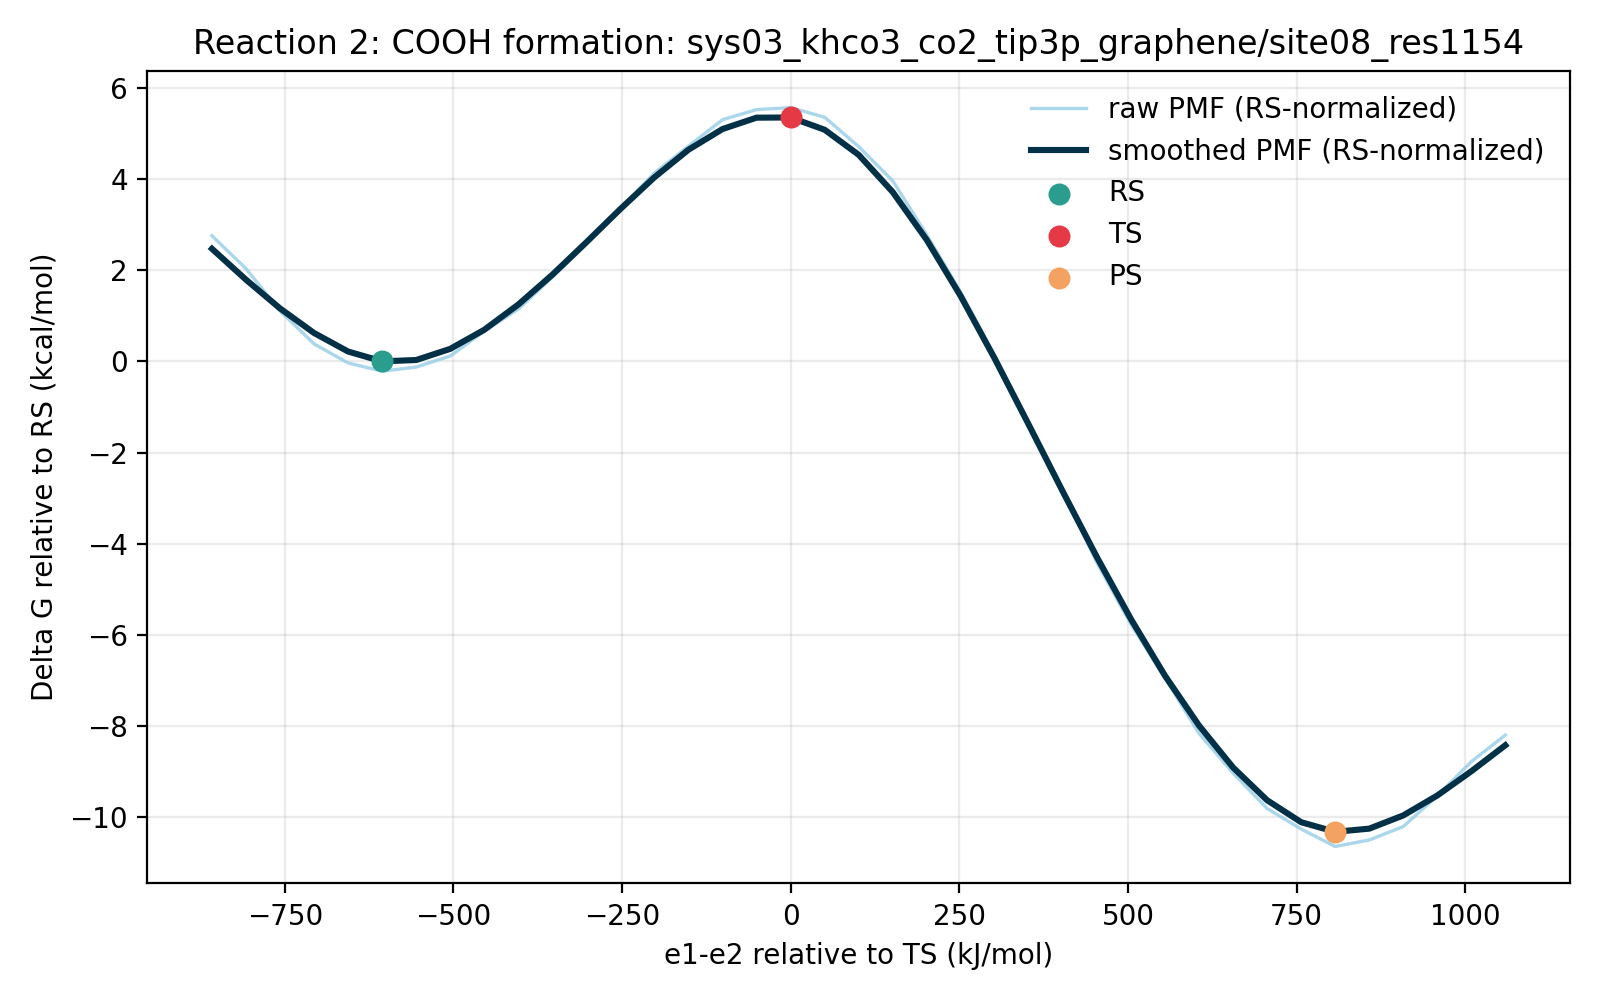 Reaction 2: COOH formation: sys03_khco3_co2_tip3p_graphene/site08_res1154
raw PMF (RS-normalized)
smoothed PMF (RS-normalized)
RS
TS
PS
Delta G relative to RS (kcal/mol)
6
4
2
0
−2
−4
−6
−8
−10
−750
−500
−250
0
250
500
750
1000
e1-e2 relative to TS (kJ/mol)